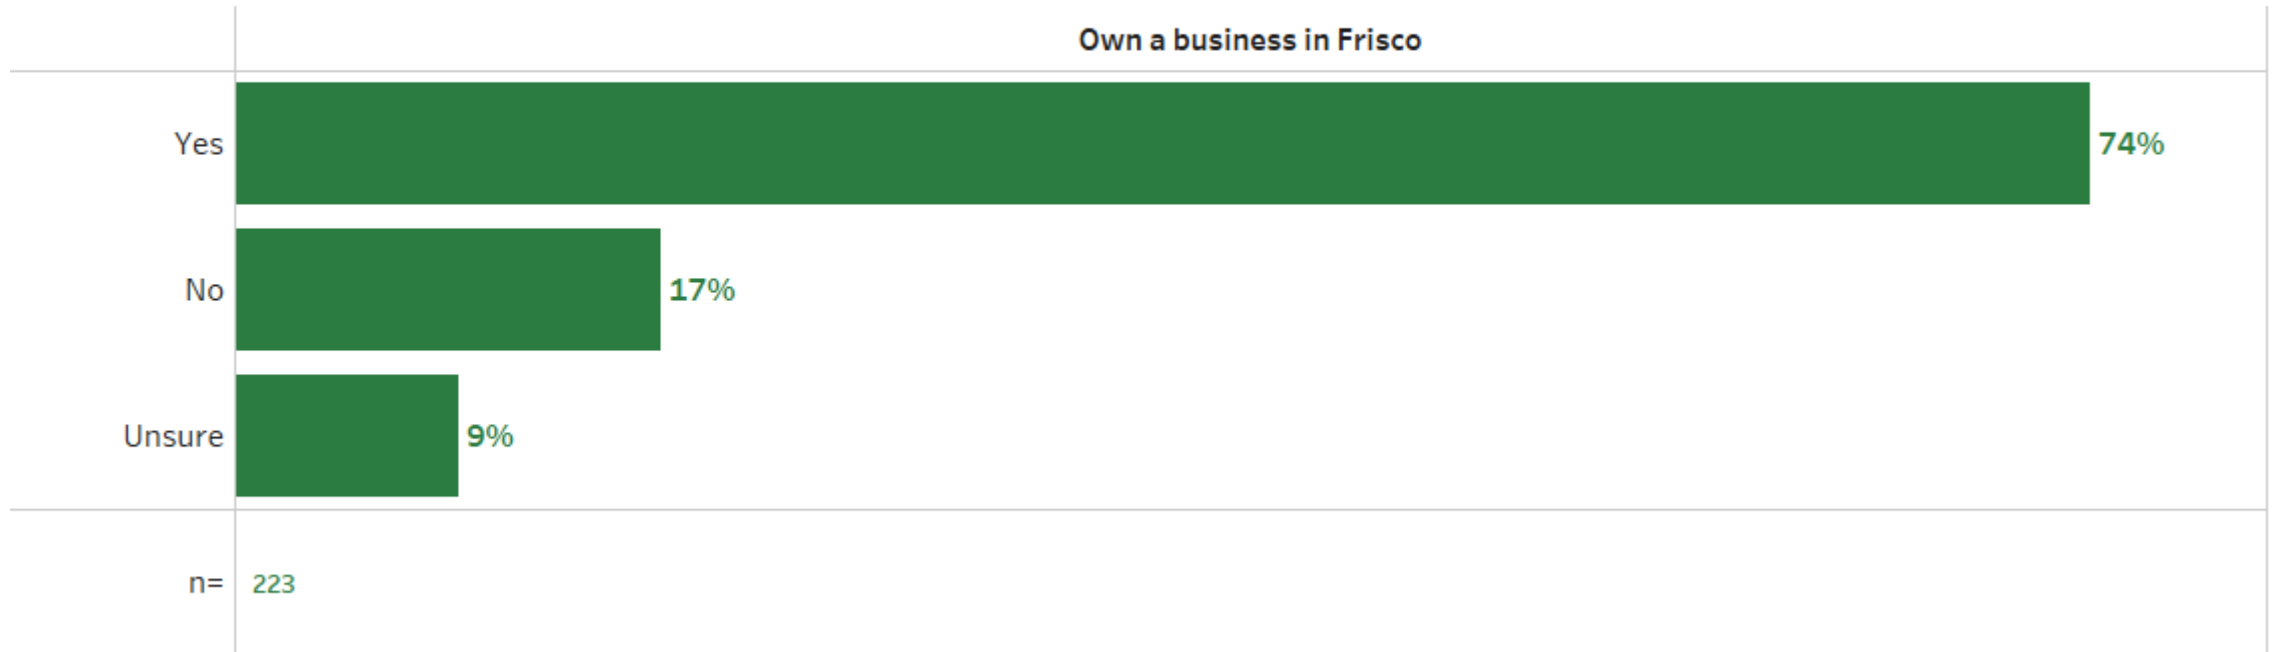 Own a business in Frisco
Yes 74%
No 17%
Unsure 9%
n= 223